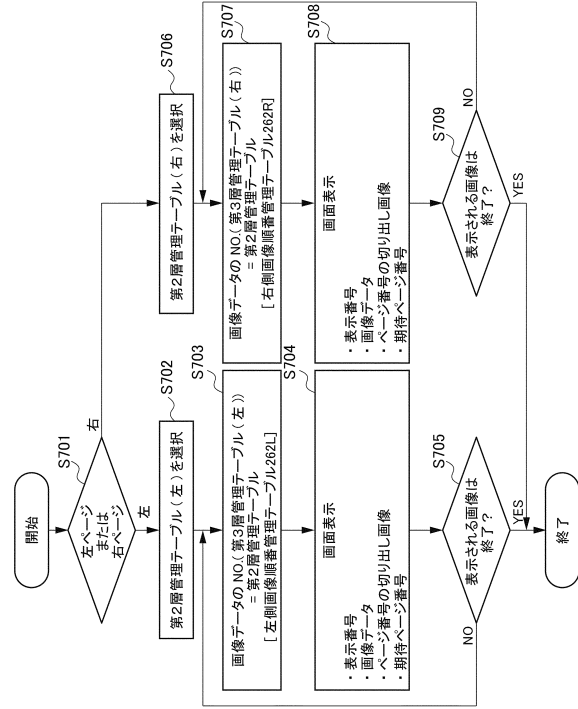 開始
S701
左ページ
または
右ページ
左
右
S702
第2層管理テーブル(左)を選択
S703
画像データのNO.(第3層管理テーブル(左))
= 第2層管理テーブル
[左側画像順番管理テーブル262L]
S704
画面表示
・表示番号
・画像データ
・ページ番号の切り出し画像
・期待ページ番号
S705
表示される画像は
終了?
NO
YES
S706
第2層管理テーブル(右)を選択
S707
画像データのNO.(第3層管理テーブル(右))
= 第2層管理テーブル
[右側画像順番管理テーブル262R]
S708
画面表示
・表示番号
・画像データ
・ページ番号の切り出し画像
・期待ページ番号
S709
表示される画像は
終了?
NO
YES
終了